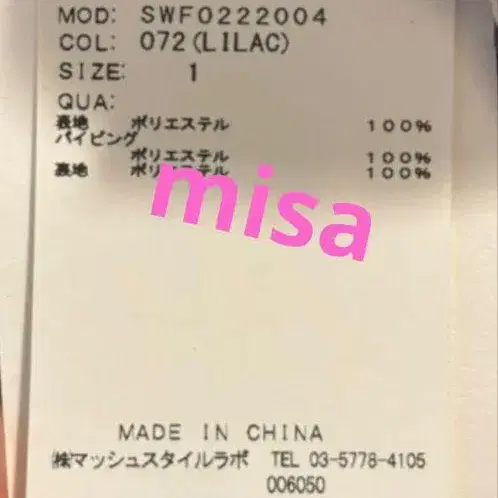 MOD: SWFO222004
COL: 072(LILAC)
SIZE: 1
QUA:
表地 ポリエステル 100%
パイピング
ポリエステル 100%
裏地 ポリエステル 100%
misa
MADE IN CHINA
㈱マッシュスタイルラボ TEL 03-5778-4105
006050